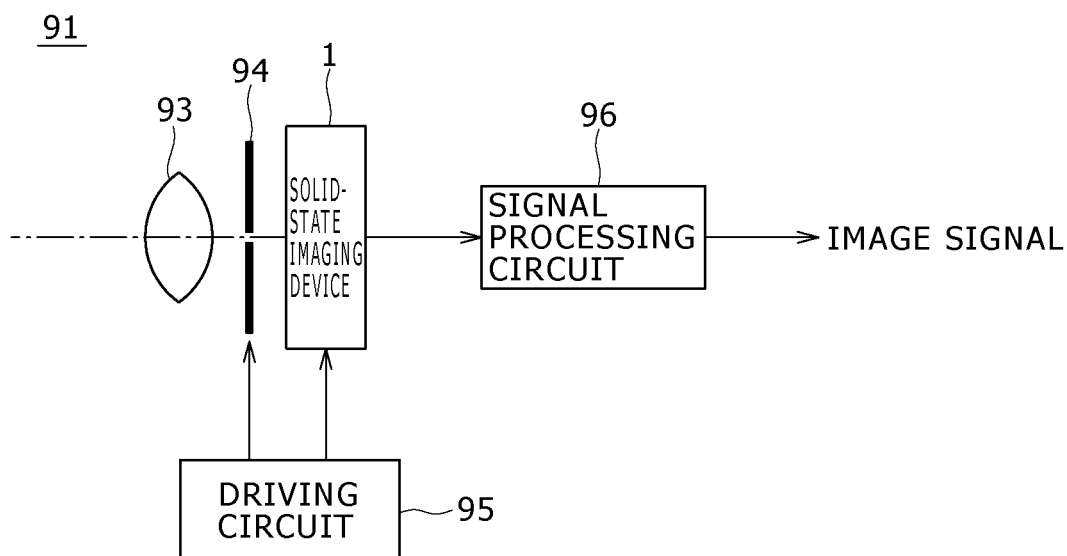 91
94
1
93
96
SOLID-
STATE
IMAGING
DEVICE
SIGNAL
PROCESSING
CIRCUIT
IMAGE SIGNAL
DRIVING
CIRCUIT
95